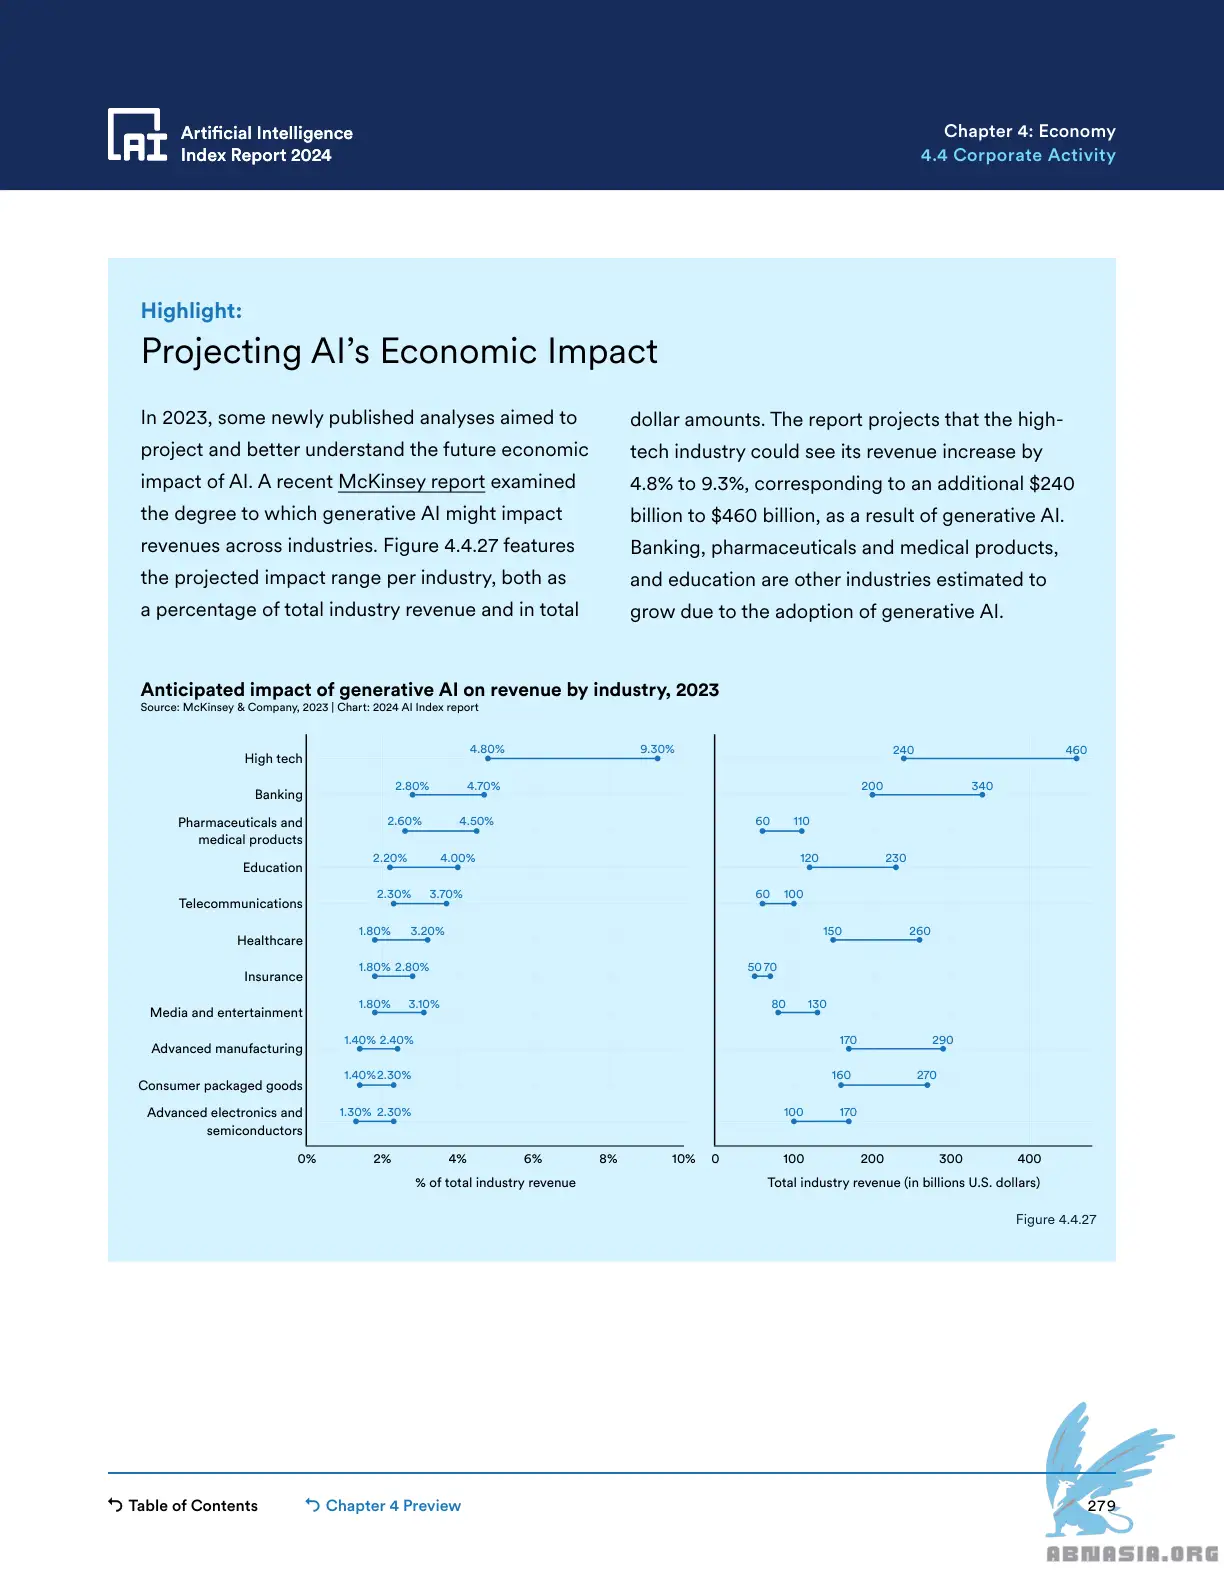 Artificial Intelligence
Index Report 2024
Chapter 4: Economy
4.4 Corporate Activity
Highlight:
Projecting AI’s Economic Impact
In 2023, some newly published analyses aimed to
project and better understand the future economic
impact of AI. A recent McKinsey report examined
the degree to which generative AI might impact
revenues across industries. Figure 4.4.27 features
the projected impact range per industry, both as
a percentage of total industry revenue and in total
dollar amounts. The report projects that the high-
tech industry could see its revenue increase by
4.8% to 9.3%, corresponding to an additional $240
billion to $460 billion, as a result of generative AI.
Banking, pharmaceuticals and medical products,
and education are other industries estimated to
grow due to the adoption of generative AI.
Anticipated impact of generative AI on revenue by industry, 2023
Source: McKinsey & Company, 2023 | Chart: 2024 AI Index report
High tech 4.80% 9.30% 240 460
Banking 2.80% 4.70% 200 340
Pharmaceuticals and
medical products 2.60% 4.50% 60 110
Education 2.20% 4.00% 120 230
Telecommunications 2.30% 3.70% 60 100
Healthcare 1.80% 3.20% 150 260
Insurance 1.80% 2.80% 50 70
Media and entertainment 1.80% 3.10% 80 130
Advanced manufacturing 1.40% 2.40% 170 290
Consumer packaged goods 1.40% 2.30% 160 270
Advanced electronics and
semiconductors 1.30% 2.30% 100 170
0% 2% 4% 6% 8% 10% 0 100 200 300 400
% of total industry revenue
Total industry revenue (in billions U.S. dollars)
Figure 4.4.27
Table of Contents
Chapter 4 Preview
279
ABNASIA.ORG